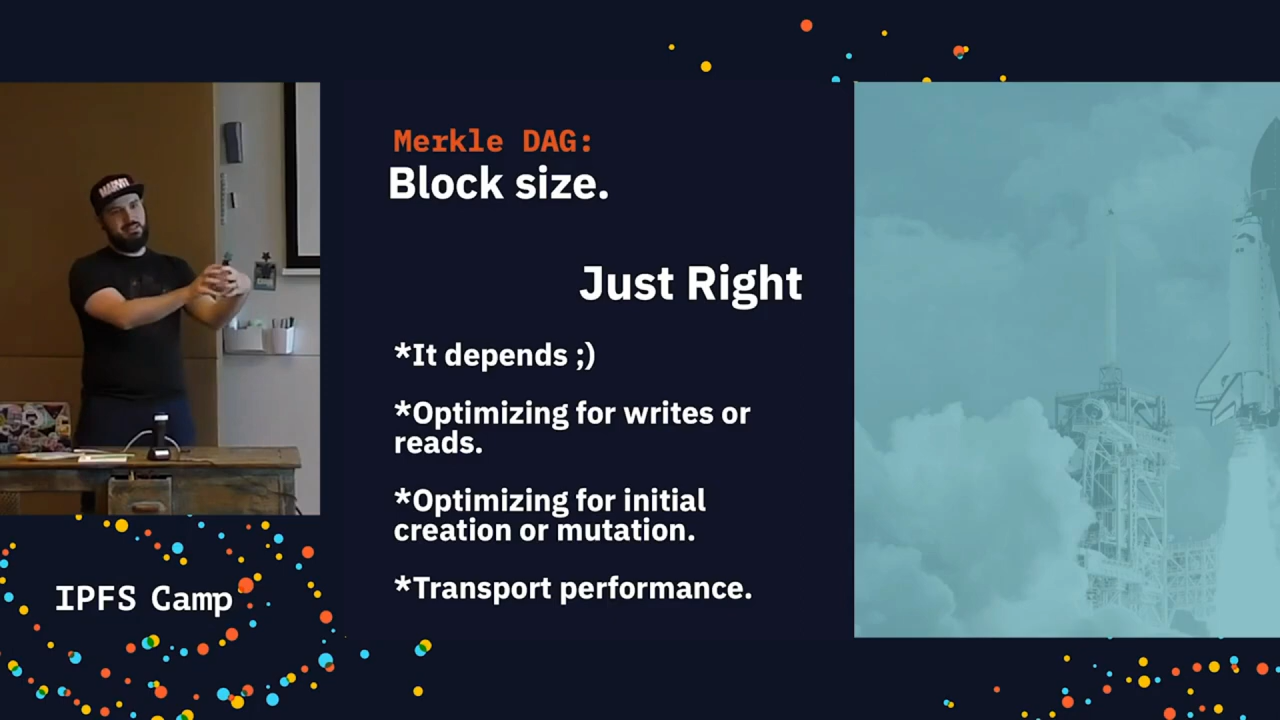 Merkle DAG:
Block size.
Just Right
*It depends ;)
*Optimizing for writes or
reads.
*Optimizing for initial
creation or mutation.
*Transport performance.
MARVEL
IPFS Camp